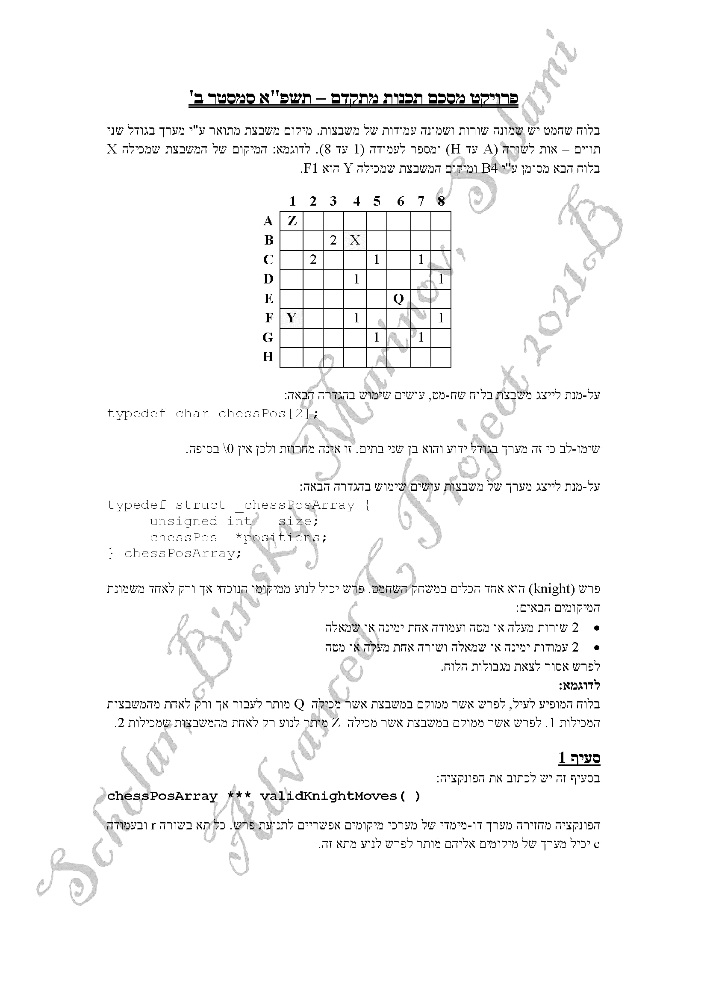 פרוייקט מסכם תכנות מתקדם – תשפ"א סמסטר ב'
בלוח שחמט יש שמונה שורות ושמונה עמודות של משבצות. מיקום משבצת מתואר ע"י מערך בגודל שני
תווים – אות לשורה (A עד H) ומספר לעמודה (1 עד 8). לדוגמא: המיקום של המשבצת שמכילה X
בלוח הבא מסומן ע"י B4 ומיקום המשבצת שמכילה Y הוא F1.
1 2 3 4 5 6 7 8
A Z
B 2 X
C 2 1 1
D 1 1
E Q
F Y 1 1
G 1 1
H
על-מנת לייצג משבצת בלוח שח-מט, עושים שימוש בהגדרה הבאה:
typedef char chessPos[2];
שימו-לב כי זה מערך בגודל ידוע והוא בן שני בתים. זו אינה מחרוזת ולכן אין 0\ בסופה.
על-מנת לייצג מערך של משבצות עושים שימוש בהגדרה הבאה:
typedef struct _chessPosArray {
unsigned int size;
chessPos *positions;
} chessPosArray;
פרש (knight) הוא אחד הכלים במשחק השחמט. פרש יכול לנוע ממיקומו הנוכחי אך ורק לאחד משמונת
המיקומים הבאים:
• 2 שורות מעלה או מטה ועמודה אחת ימינה או שמאלה
• 2 עמודות ימינה או שמאלה ושורה אחת מעלה או מטה
לפרש אסור לצאת מגבולות הלוח.
לדוגמא:
בלוח המופיע לעיל, לפרש אשר ממוקם במשבצת אשר מכילה Q מותר לעבור אך ורק לאחת מהמשבצות
המכילות 1. לפרש אשר ממוקם במשבצת אשר מכילה Z מותר לנוע רק לאחת מהמשבצות שמכילות 2.
סעיף 1
בסעיף זה יש לכתוב את הפונקציה:
chessPosArray *** validKnightMoves( )
הפונקציה מחזירה מערך דו-מימדי של מערכי מיקומים אפשריים לתנועת פרש. כל תא בשורה r ובעמודה
c יכיל מערך של מיקומים אליהם מותר לפרש לנוע מתא זה.
Scholari, Binsky, Marinov, Sulami
Advanced C Project 2021B